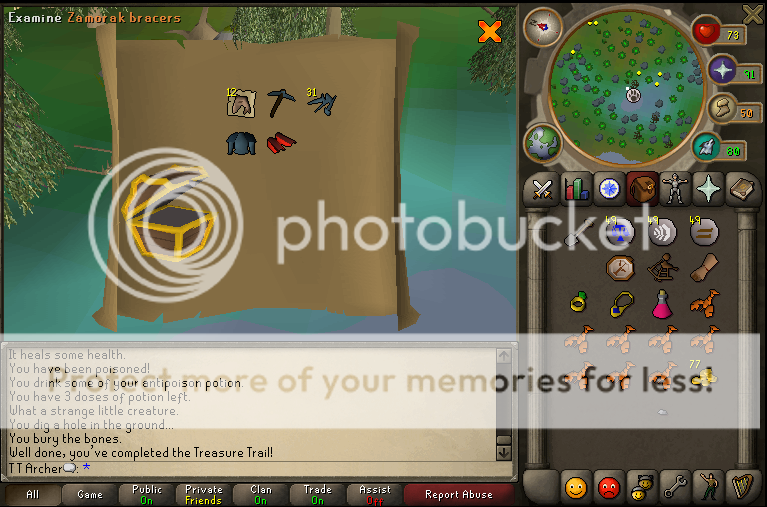 Examine Zamorak bracers
73
12
31
91
50
80
49
49
49
photobucket
77
Protect more of your memories for less!
It heals some health.
You have been poisoned!
You drink some of your antipoison potion.
You have 3 doses of potion left.
What a strange little creature.
You dig a hole in the ground...
You bury the bones.
Well done, you've completed the Treasure Trail!
TT Archer: *
All
Game
Public
On
Private
Friends
Clan
On
Trade
On
Assist
Off
Report Abuse